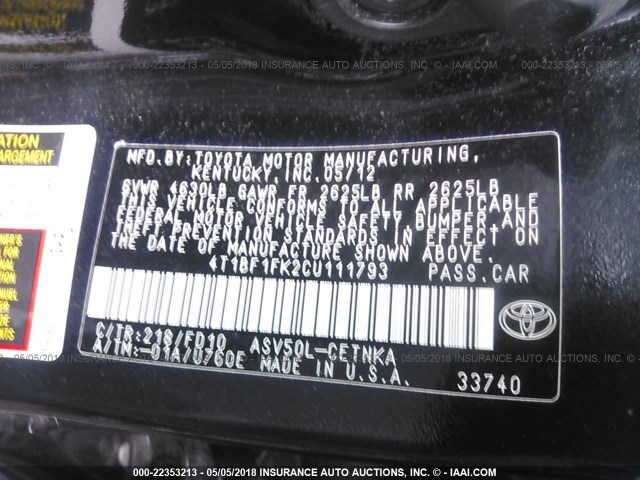 000-22353213 - 05/05/2018 INSURANCE AUTO AUCTIONS, INC. - © IAAI.COM
MFD.BY:TOYOTA MOTOR MANUFACTURING,
KENTUCKY,INC.05/12
GVWR 4630LB GAWR FR 2625LB RR 2625LB
THIS VEHICLE CONFORMS TO ALL APPLICABLE
FEDERAL MOTOR VEHICLE SAFETY, BUMPER AND
THEFT PREVENTION STANDARDS IN EFFECT ON
THE DATE OF MANUFACTURE SHOWN ABOVE.
4T1BF1FK2CU111793 PASS.CAR
C/TR:218/FD10 ASV50L-CETNKA
A/TN:-01A/U760E MADE IN U.S.A.
33740
000-22353213 - 05/05/2018 INSURANCE AUTO AUCTIONS, INC. - © IAAI.COM